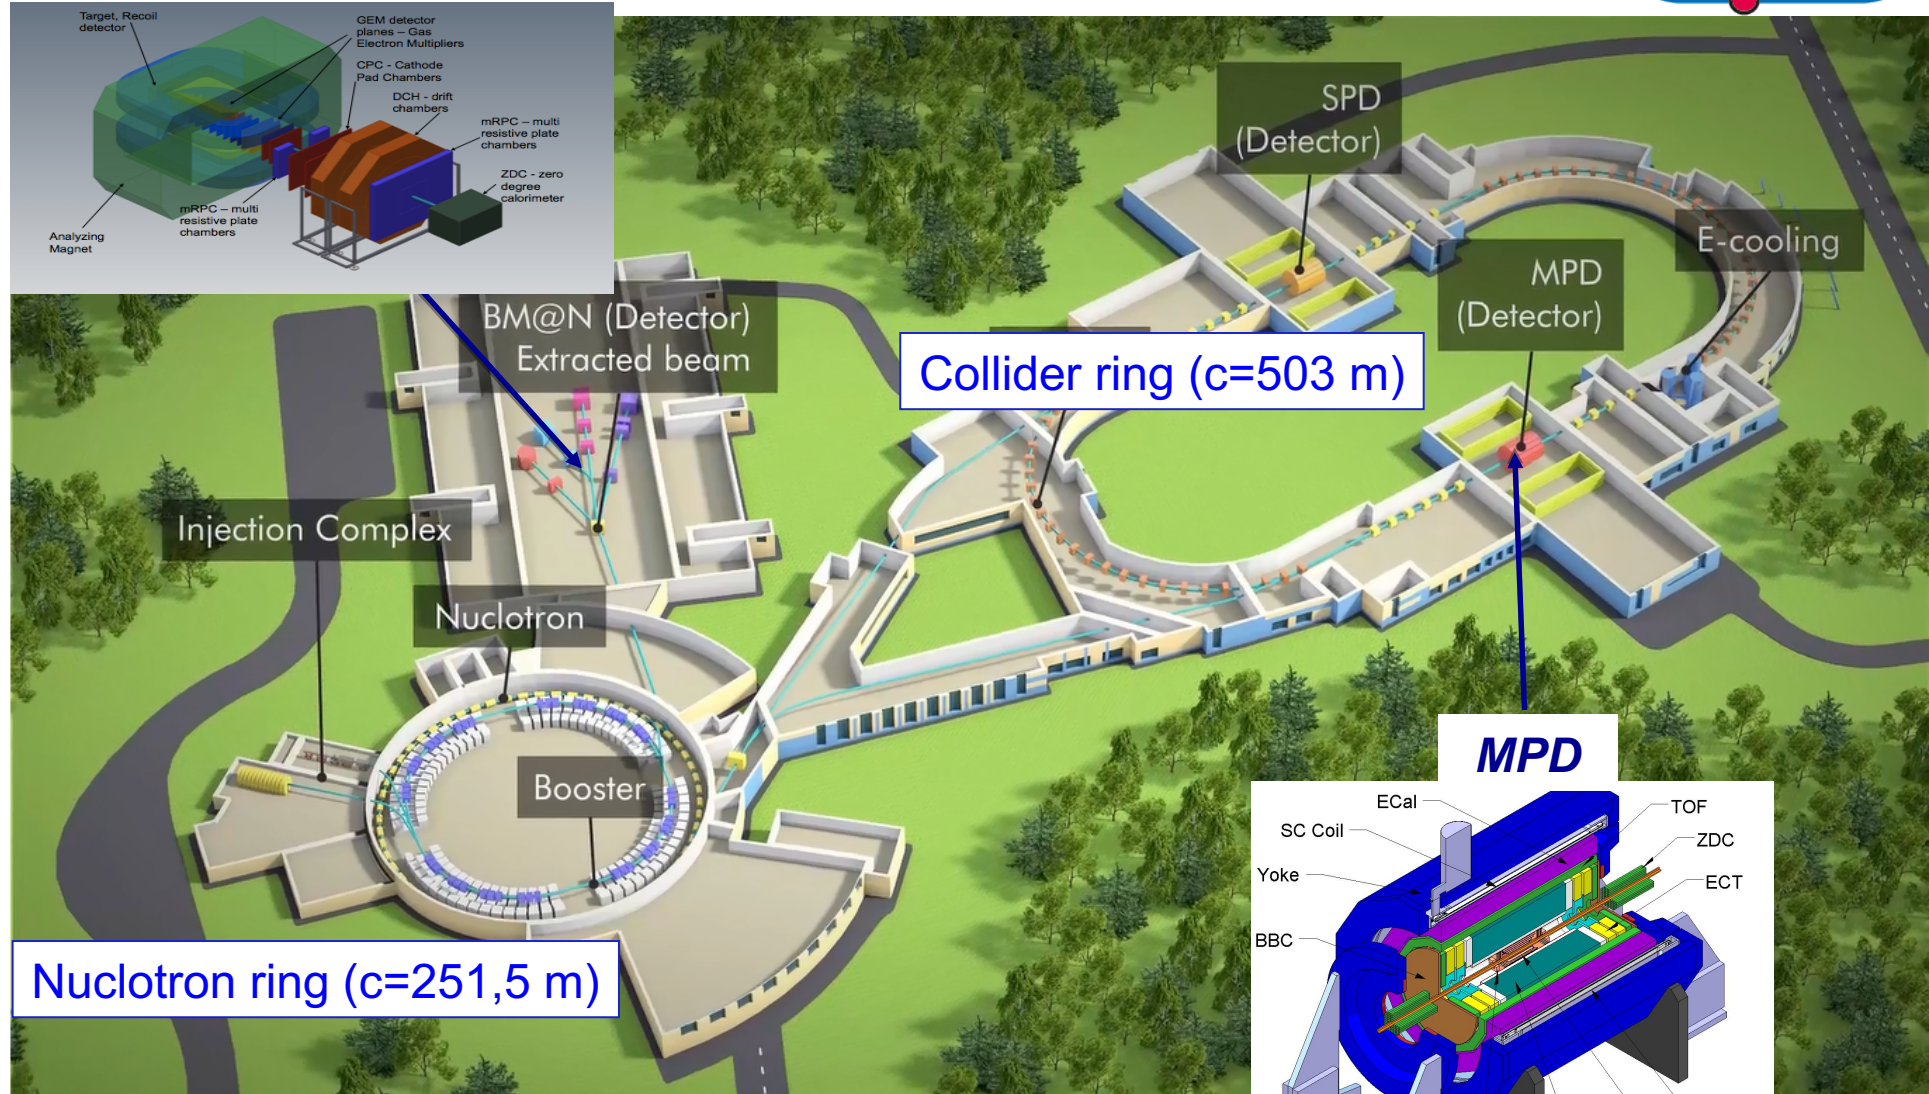 Target, Recoil
detector
GEM detector
planes – Gas
Electron Multipliers
CPC - Cathode
Pad Chambers
DCH - drift
chambers
mRPC – multi
resistive plate
chambers
ZDC - zero
degree
calorimeter
mRPC – multi
resistive plate
chambers
Analyzing
Magnet
SPD
(Detector)
E-cooling
MPD
(Detector)
BM@N (Detector)
Extracted beam
Collider ring (c=503 m)
Injection Complex
Nuclotron
Booster
Nuclotron ring (c=251,5 m)
MPD
ECal
TOF
SC Coil
ZDC
Yoke
ECT
BBC